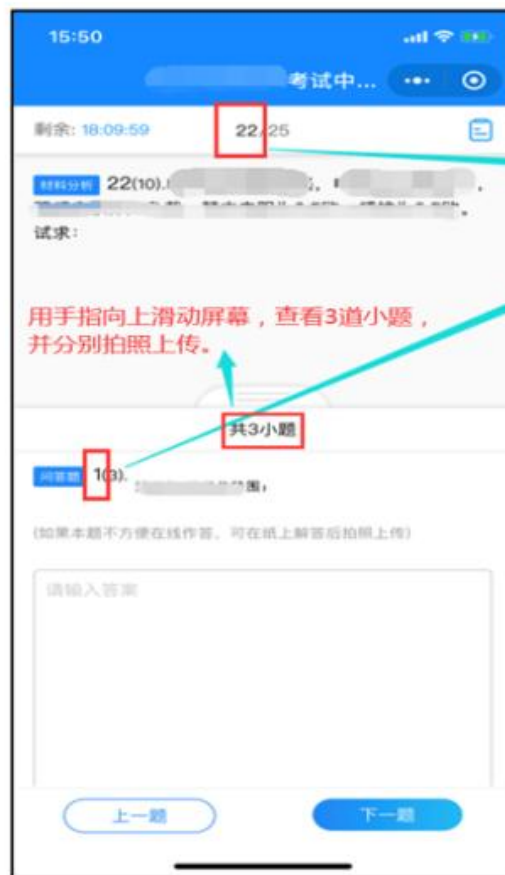 15:50
考试中...
剩余: 18:09:59
22/25
材料分析 22(10).
试求：
用手指向上滑动屏幕，查看3道小题，
并分别拍照上传。
共3小题
问答题 1(3).
围；
(如果本题不方便在线作答，可在纸上解答后拍照上传)
请输入答案
上一题
下一题